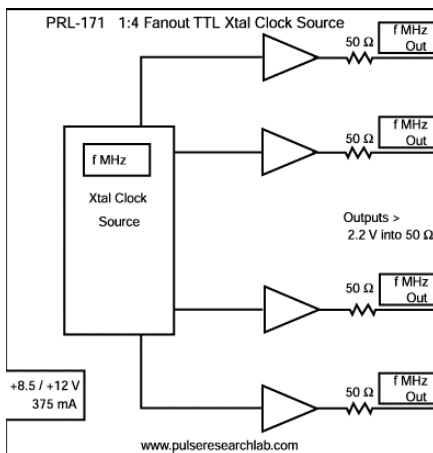 PRL-171 1:4 Fanout TTL Xtal Clock Source
50 Ω
f MHz
Out
50 Ω
f MHz
Out
f MHz
Xtal Clock
Source
Outputs >
2.2 V into 50 Ω
50 Ω
f MHz
Out
+8.5 / +12 V
375 mA
50 Ω
f MHz
Out
www.pulseresearchlab.com